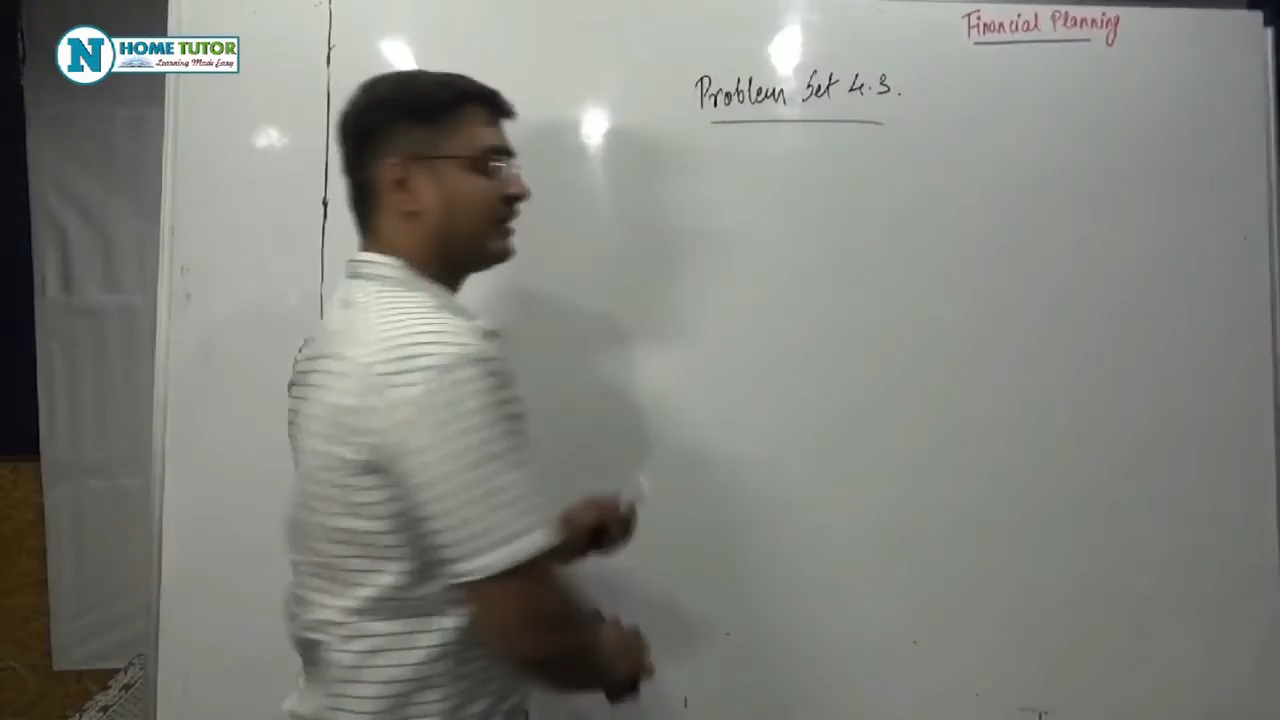 N HOME TUTOR
Learning Made Easy
Financial Planning
Problem Set 4.3.